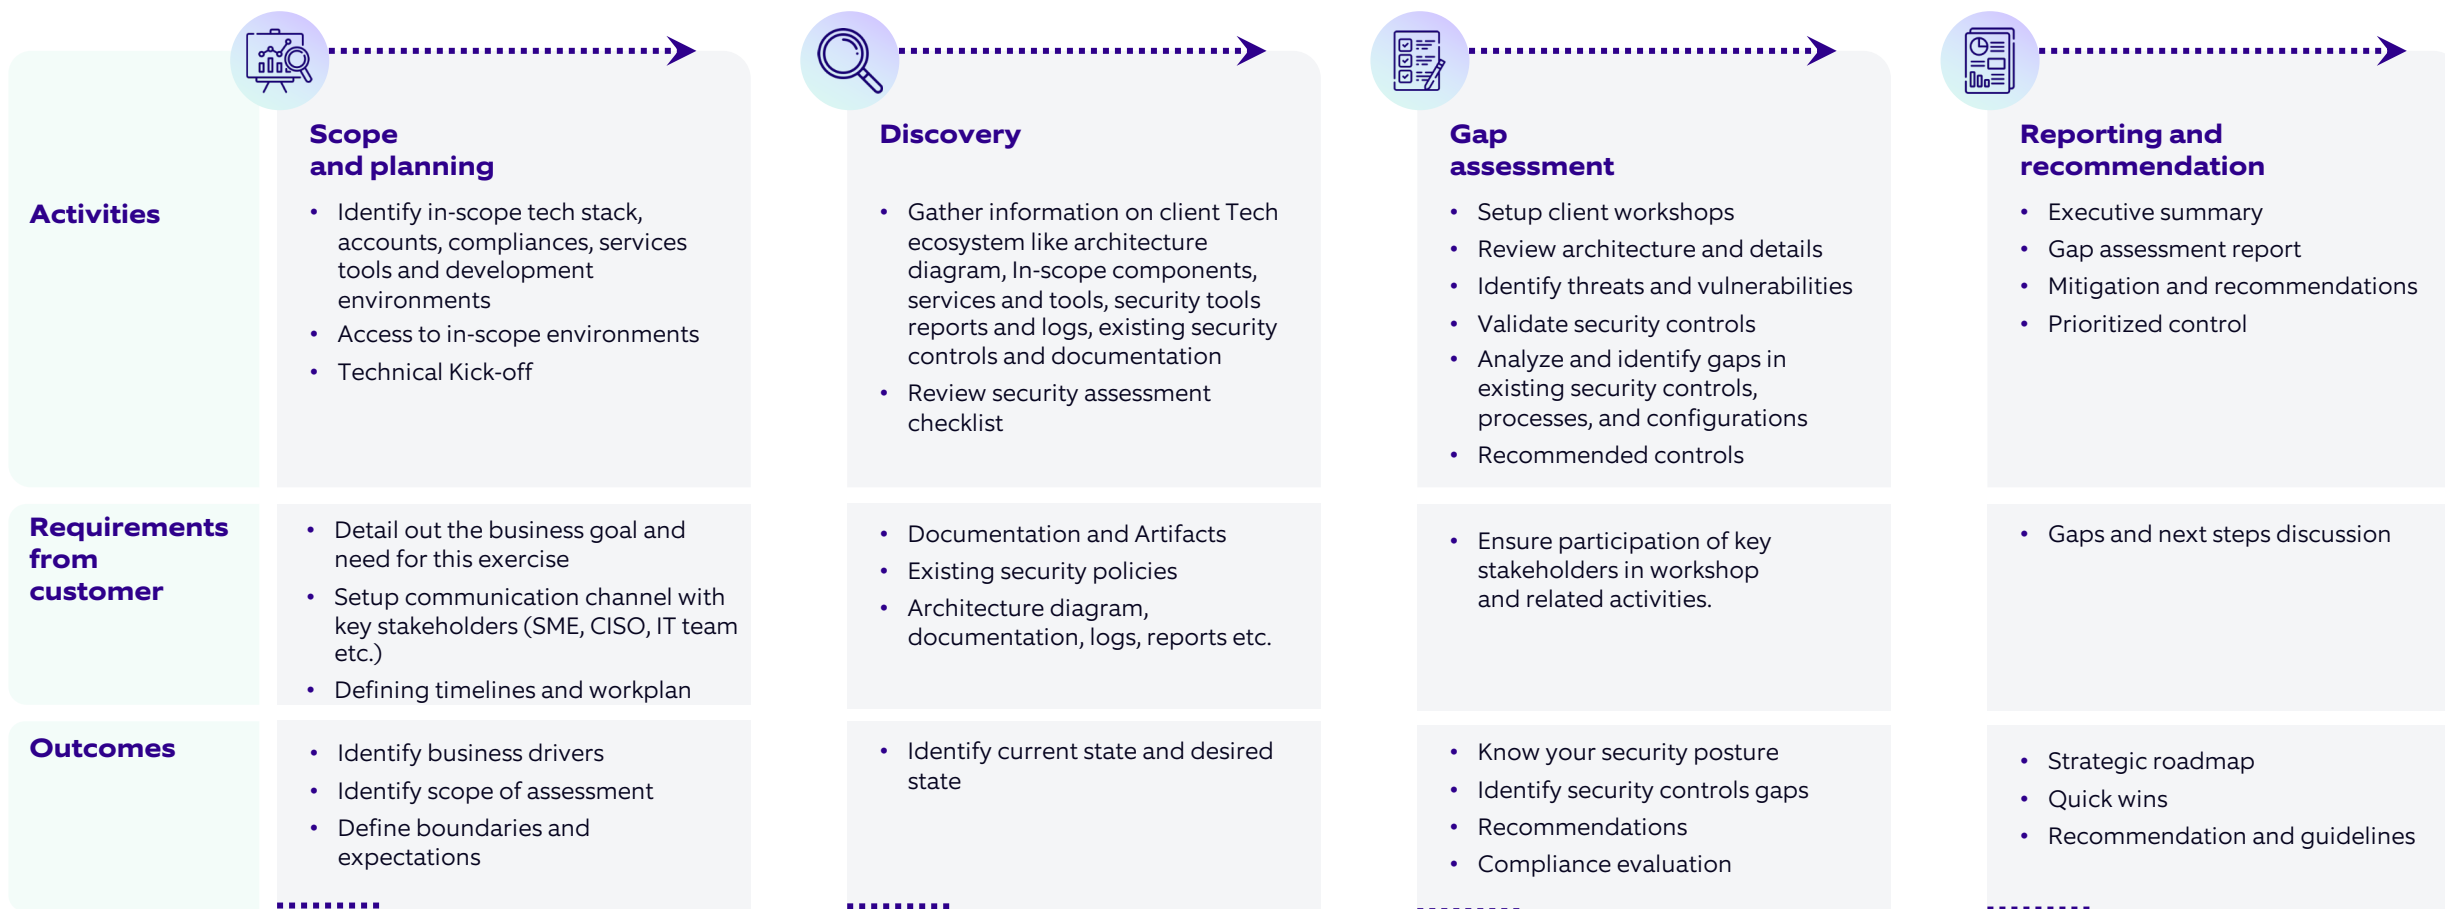 Activities
Scope
and planning
• Identify in-scope tech stack,
accounts, compliances, services
tools and development
environments
• Access to in-scope environments
• Technical Kick-off
Discovery
• Gather information on client Tech
ecosystem like architecture
diagram, In-scope components,
services and tools, security tools
reports and logs, existing security
controls and documentation
• Review security assessment
checklist
Gap
assessment
• Setup client workshops
• Review architecture and details
• Identify threats and vulnerabilities
• Validate security controls
• Analyze and identify gaps in
existing security controls,
processes, and configurations
• Recommended controls
Reporting and
recommendation
• Executive summary
• Gap assessment report
• Mitigation and recommendations
• Prioritized control
Requirements
from
customer
• Detail out the business goal and
need for this exercise
• Setup communication channel with
key stakeholders (SME, CISO, IT team
etc.)
• Defining timelines and workplan
• Documentation and Artifacts
• Existing security policies
• Architecture diagram,
documentation, logs, reports etc.
• Ensure participation of key
stakeholders in workshop
and related activities.
• Gaps and next steps discussion
Outcomes
• Identify business drivers
• Identify scope of assessment
• Define boundaries and
expectations
• Identify current state and desired
state
• Know your security posture
• Identify security controls gaps
• Recommendations
• Compliance evaluation
• Strategic roadmap
• Quick wins
• Recommendation and guidelines